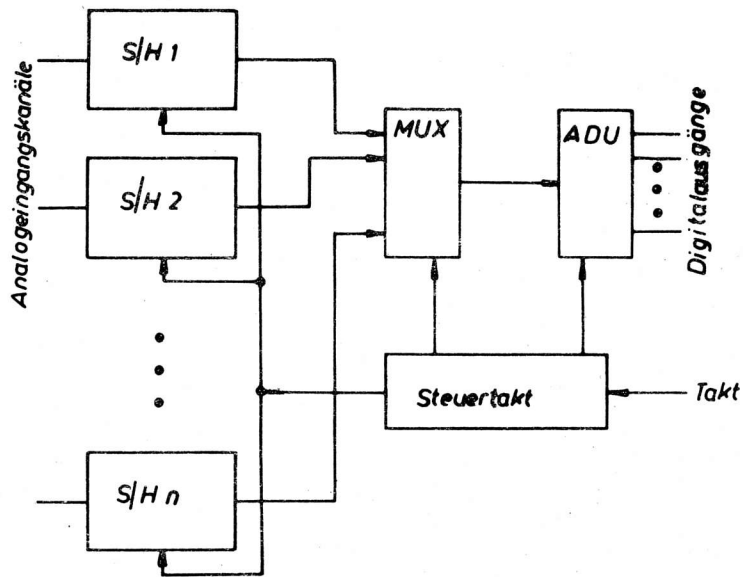 Analogeingangskanäle
S/H 1
S/H 2
S/H n
MUX
ADU
Digitalausgänge
Steuertakt
Takt